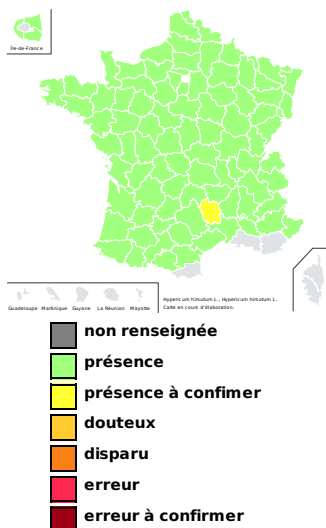 Île-de-France
Hypericum hirsutum L., Hypericum hirsutum L.
Carte en cours d'élaboration.
Guadeloupe Martinique Guyane La Réunion Mayotte
non renseignée
présence
présence à confimer
douteux
disparu
erreur
erreur à confirmer